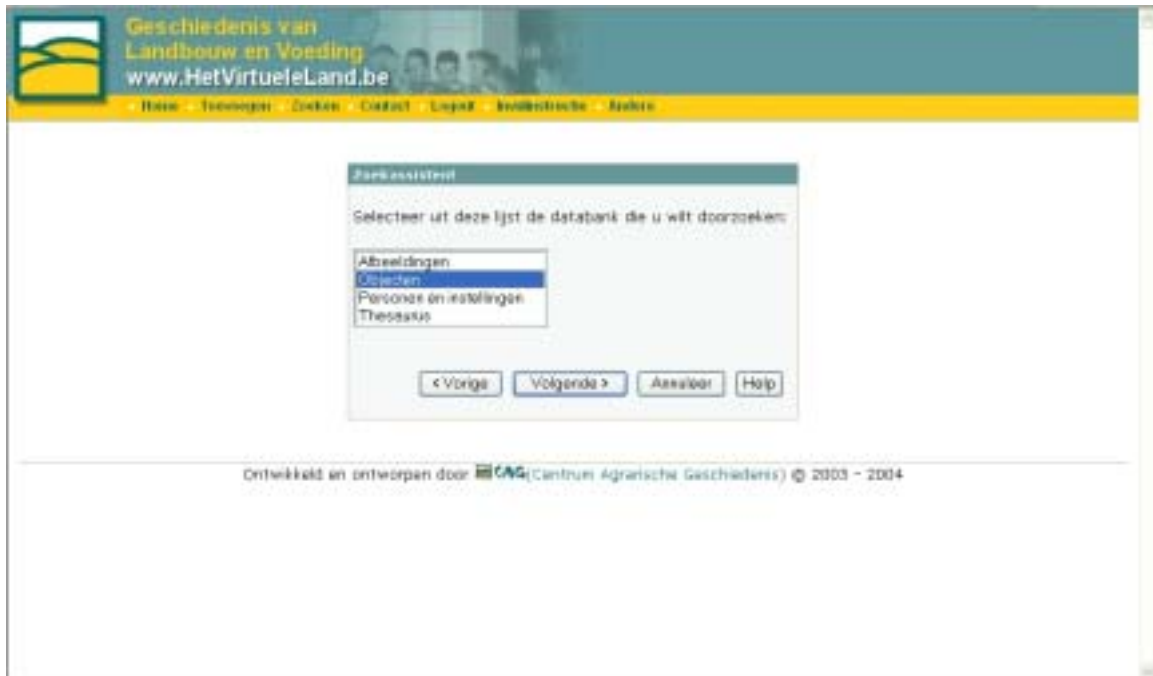 Geschiedenis van
Landbouw en Voeding
www.HetVirtueleLand.be
Home - Toevoegen - Zoeken - Contact - Logout - Invulinstructie - Andere
Zoekassistent
Selecteer uit deze lijst de databank die u wilt doorzoeken:
Afbeeldingen
Objecten
Personen en instellingen
Thesaurus
< Vorige Volgende > Annuleer Help
Ontwikkeld en ontworpen door CAG (Centrum Agrarische Geschiedenis) © 2003 - 2004